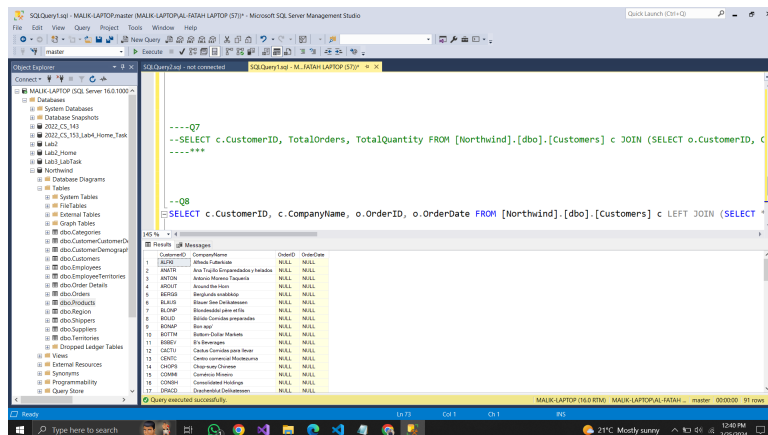 SQLQuery1.sql - MALIK-LAPTOP.master (MALIK-LAPTOP\AL-FATAH LAPTOP (57))* - Microsoft SQL Server Management Studio
Quick Launch (Ctrl+Q)
File Edit View Query Project Tools Window Help
New Query
master
Execute
Object Explorer
SQLQuery2.sql - not connected
SQLQuery1.sql - M...FATAH LAPTOP (57))*
Connect
MALIK-LAPTOP (SQL Server 16.0.1000
Databases
System Databases
Database Snapshots
2022_CS_143
2022_CS_153_Lab4_Home_Task
Lab2
Lab2_Home
Lab3_LabTask
Northwind
Database Diagrams
Tables
System Tables
FileTables
External Tables
Graph Tables
dbo.Categories
dbo.CustomerCustomerDe
dbo.CustomerDemograph
dbo.Customers
dbo.Employees
dbo.EmployeeTerritories
dbo.Order Details
dbo.Orders
dbo.Products
dbo.Region
dbo.Shippers
dbo.Suppliers
dbo.Territories
Dropped Ledger Tables
Views
External Resources
Synonyms
Programmability
Query Store
----Q7
--SELECT c.CustomerID, TotalOrders, TotalQuantity FROM [Northwind].[dbo].[Customers] c JOIN (SELECT o.CustomerID, C
----***
--Q8
SELECT c.CustomerID, c.CompanyName, o.OrderID, o.OrderDate FROM [Northwind].[dbo].[Customers] c LEFT JOIN (SELECT *
145 %
Results Messages
CustomerID CompanyName OrderID OrderDate
1 ALFKI Alfreds Futterkiste NULL NULL
2 ANATR Ana Trujillo Emparedados y helados NULL NULL
3 ANTON Antonio Moreno Taquería NULL NULL
4 AROUT Around the Horn NULL NULL
5 BERGS Berglunds snabbköp NULL NULL
6 BLAUS Blauer See Delikatessen NULL NULL
7 BLONP Blondesddsl père et fils NULL NULL
8 BOLID Bólido Comidas preparadas NULL NULL
9 BONAP Bon app' NULL NULL
10 BOTTM Bottom-Dollar Markets NULL NULL
11 BSBEV B's Beverages NULL NULL
12 CACTU Cactus Comidas para llevar NULL NULL
13 CENTC Centro comercial Moctezuma NULL NULL
14 CHOPS Chop-suey Chinese NULL NULL
15 COMMI Comércio Mineiro NULL NULL
16 CONSH Consolidated Holdings NULL NULL
17 DRACD Drachenblut Delikatessen NULL NULL
Query executed successfully.
MALIK-LAPTOP (16.0 RTM) MALIK-LAPTOP\AL-FATAH ... master 00:00:00 91 rows
Ready Ln 73 Col 1 Ch 1 INS
Type here to search
21°C Mostly sunny
12:40 PM
2/25/2024